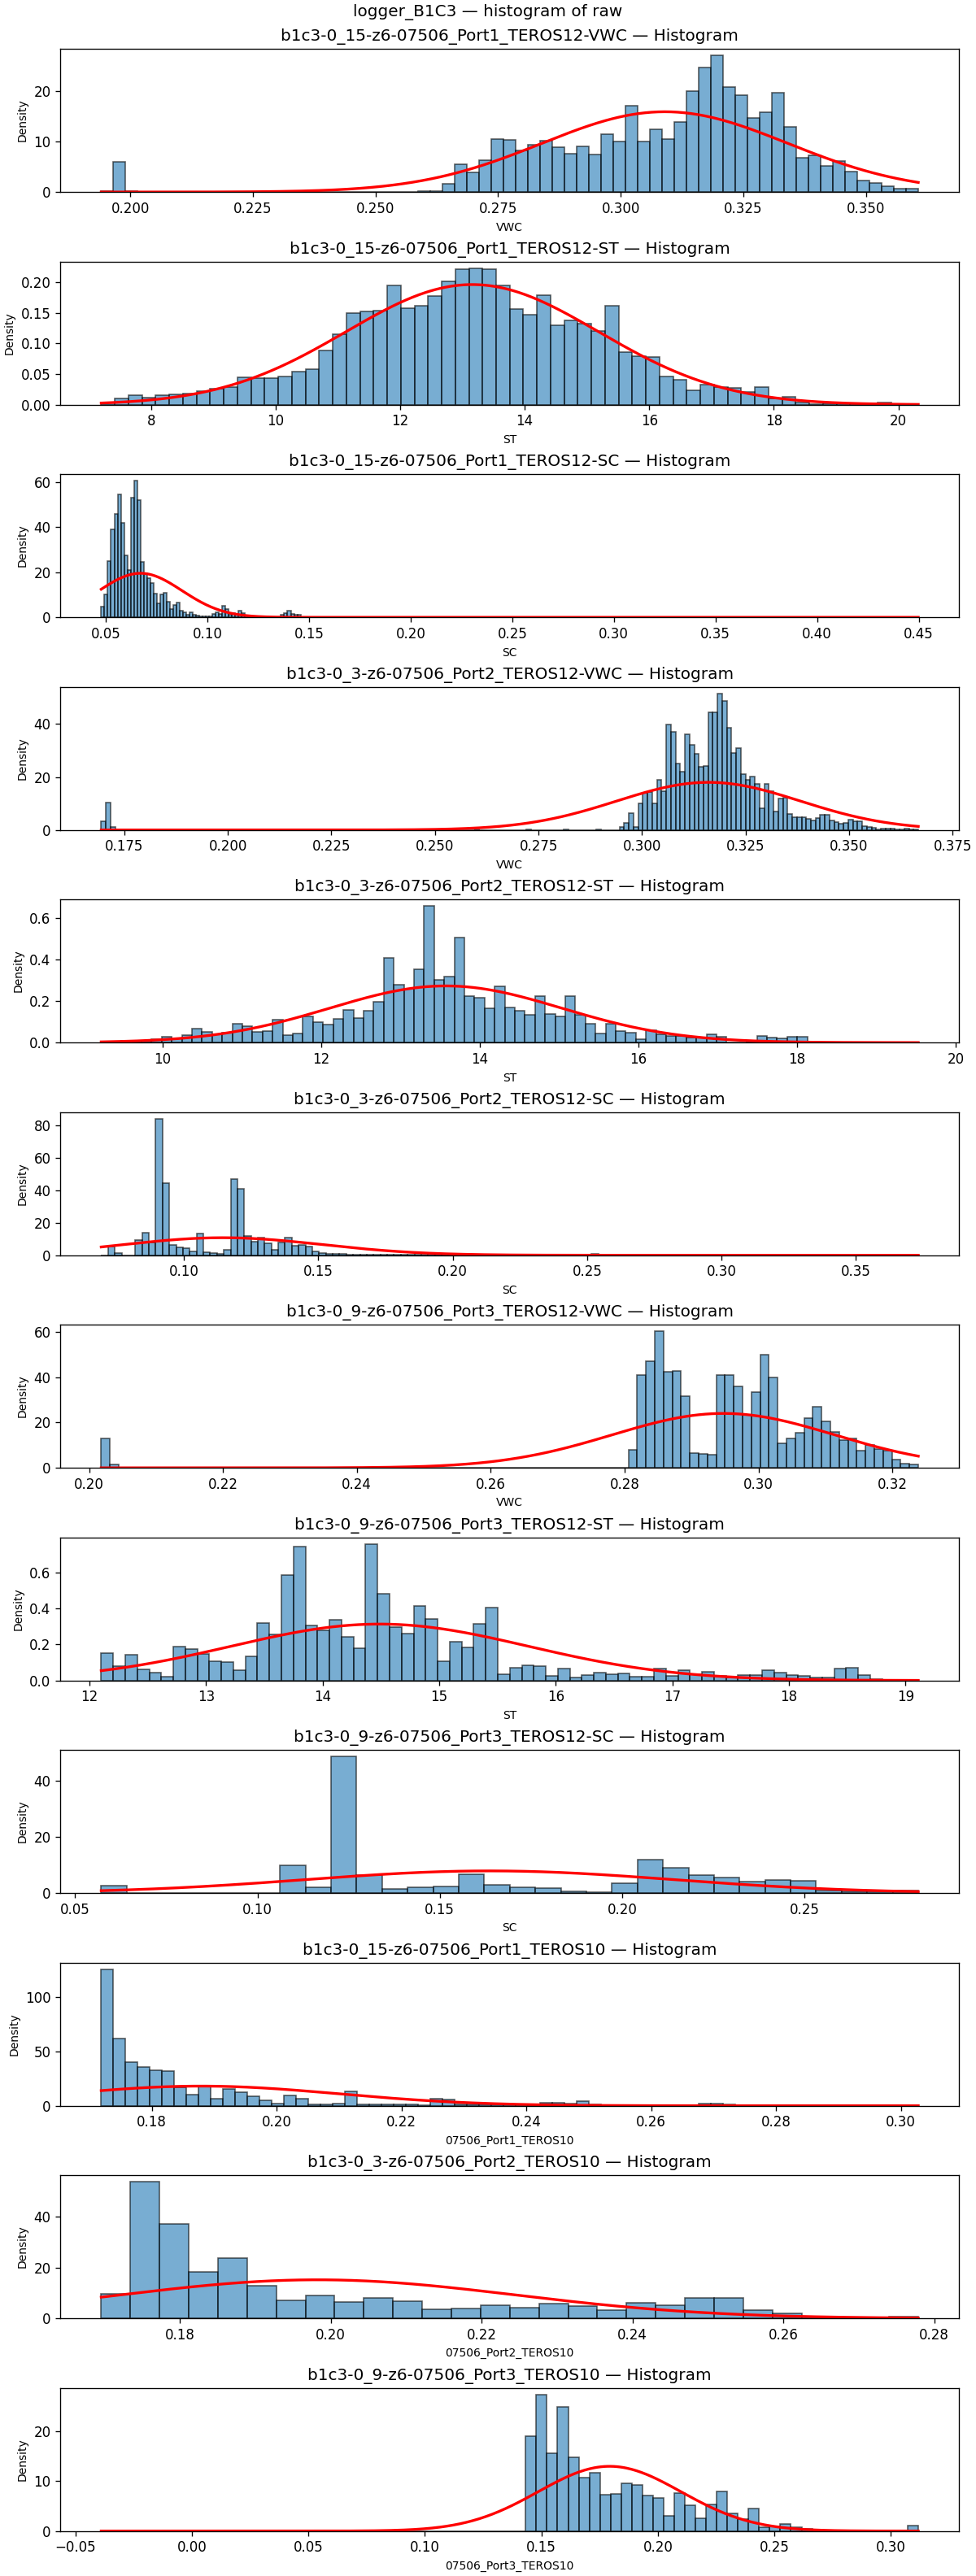 logger_B1C3 — histogram of raw
b1c3-0_15-z6-07506_Port1_TEROS12-VWC — Histogram
Density
20
10
0
0.200 0.225 0.250 0.275 0.300 0.325 0.350
VWC
b1c3-0_15-z6-07506_Port1_TEROS12-ST — Histogram
Density
0.20
0.15
0.10
0.05
0.00
8 10 12 14 16 18 20
ST
b1c3-0_15-z6-07506_Port1_TEROS12-SC — Histogram
Density
60
40
20
0
0.05 0.10 0.15 0.20 0.25 0.30 0.35 0.40 0.45
SC
b1c3-0_3-z6-07506_Port2_TEROS12-VWC — Histogram
Density
40
20
0
0.175 0.200 0.225 0.250 0.275 0.300 0.325 0.350 0.375
VWC
b1c3-0_3-z6-07506_Port2_TEROS12-ST — Histogram
Density
0.6
0.4
0.2
0.0
10 12 14 16 18 20
ST
b1c3-0_3-z6-07506_Port2_TEROS12-SC — Histogram
Density
80
60
40
20
0
0.10 0.15 0.20 0.25 0.30 0.35
SC
b1c3-0_9-z6-07506_Port3_TEROS12-VWC — Histogram
Density
60
40
20
0
0.20 0.22 0.24 0.26 0.28 0.30 0.32
VWC
b1c3-0_9-z6-07506_Port3_TEROS12-ST — Histogram
Density
0.6
0.4
0.2
0.0
12 13 14 15 16 17 18 19
ST
b1c3-0_9-z6-07506_Port3_TEROS12-SC — Histogram
Density
40
20
0
0.05 0.10 0.15 0.20 0.25
SC
b1c3-0_15-z6-07506_Port1_TEROS10 — Histogram
Density
100
50
0
0.18 0.20 0.22 0.24 0.26 0.28 0.30
07506_Port1_TEROS10
b1c3-0_3-z6-07506_Port2_TEROS10 — Histogram
Density
40
20
0
0.18 0.20 0.22 0.24 0.26 0.28
07506_Port2_TEROS10
b1c3-0_9-z6-07506_Port3_TEROS10 — Histogram
Density
20
10
0
−0.05 0.00 0.05 0.10 0.15 0.20 0.25 0.30
07506_Port3_TEROS10